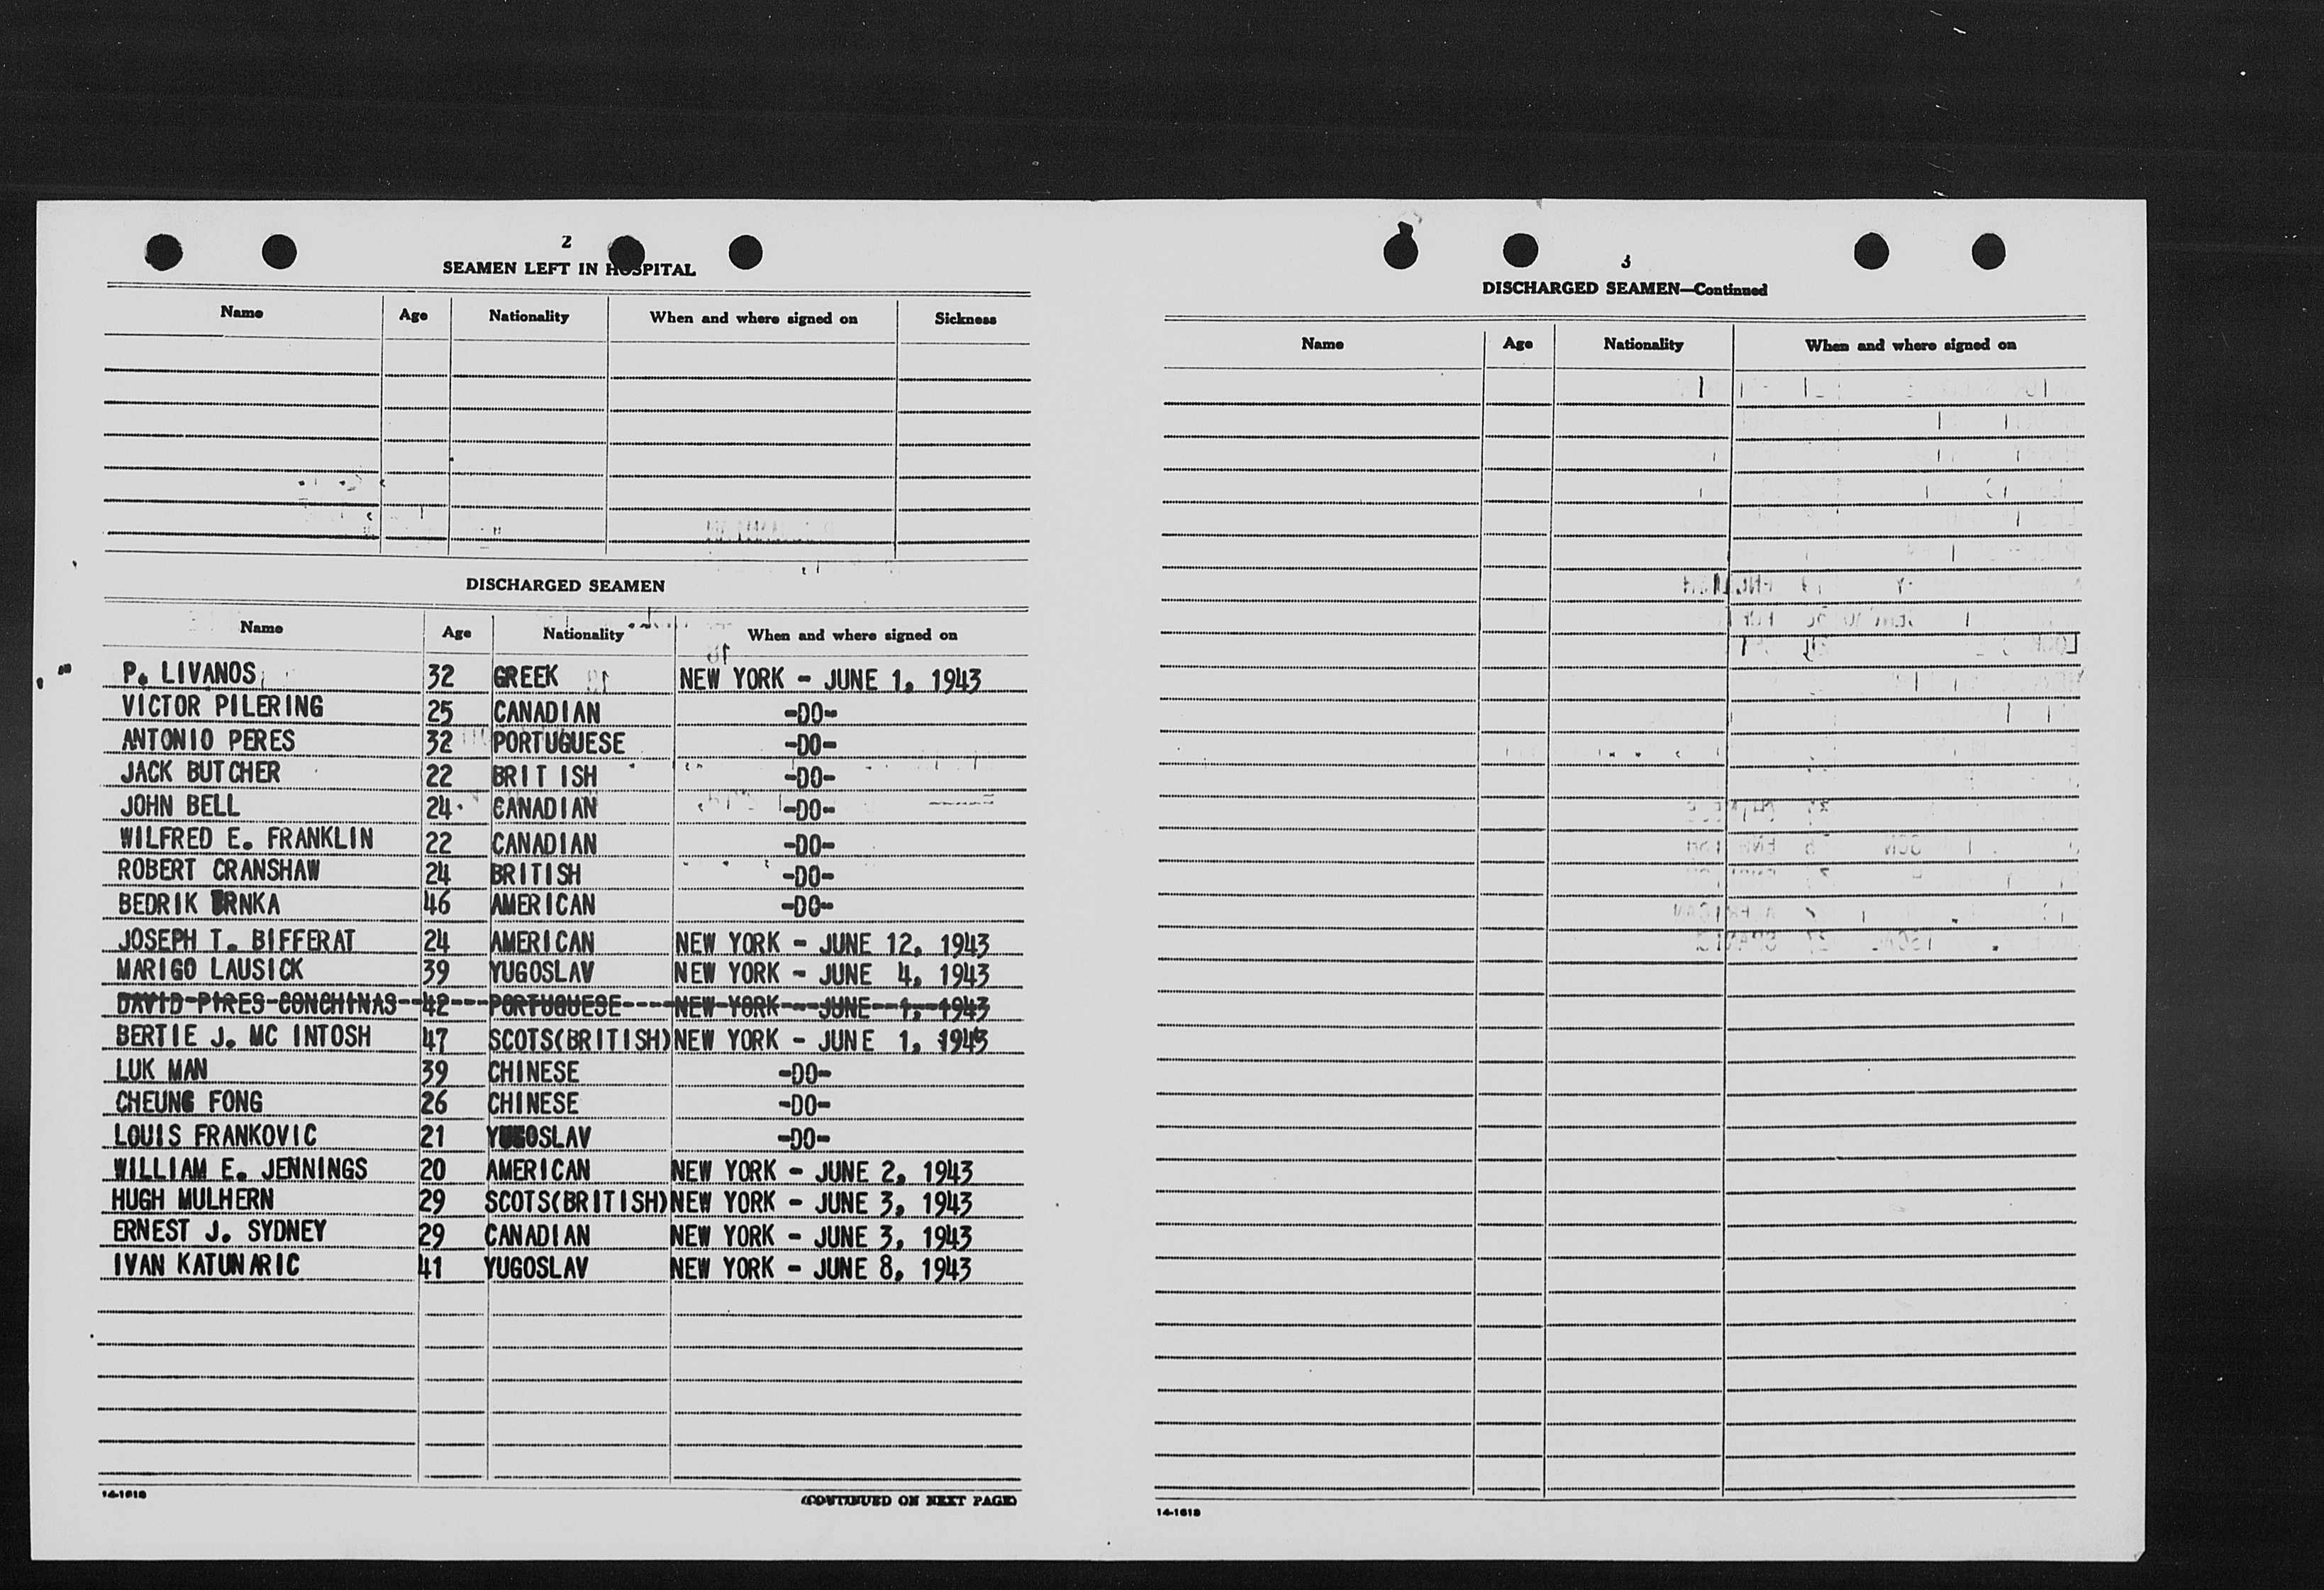 2
SEAMEN LEFT IN HOSPITAL
Name Age Nationality When and where signed on Sickness
DISCHARGED SEAMEN
Name Age Nationality When and where signed on
P. LIVANOS 32 GREEK NEW YORK - JUNE 1, 1943
VICTOR PILERING 25 CANADIAN -DO-
ANTONIO PERES 32 PORTUGUESE -DO-
JACK BUTCHER 22 BRITISH -DO-
JOHN BELL 24 CANADIAN -DO-
WILFRED E. FRANKLIN 22 CANADIAN -DO-
ROBERT CRANSHAW 24 BRITISH -DO-
BEDRIK 46 AMERICAN -DO-
JOSEPH T. BIFFERAT 24 AMERICAN NEW YORK - JUNE 12, 1943
MARIGO LAUSICK 39 YUGOSLAV NEW YORK - JUNE 4, 1943
DAVID PIRES CONCHINAS 42 PORTUGUESE NEW YORK - JUNE 1, 1943
BERTIE J. MC INTOSH 47 SCOTS(BRITISH) NEW YORK - JUNE 1, 1943
LUK MAN 39 CHINESE -DO-
CHEUNG FONG 26 CHINESE -DO-
LOUIS FRANKOVIC 21 YUGOSLAV -DO-
WILLIAM E. JENNINGS 20 AMERICAN NEW YORK - JUNE 2, 1943
HUGH MULHERN 29 SCOTS(BRITISH) NEW YORK - JUNE 3, 1943
ERNEST J. SYDNEY 29 CANADIAN NEW YORK - JUNE 3, 1943
IVAN KATUNARIC 41 YUGOSLAV NEW YORK - JUNE 8, 1943
14-1618
(CONTINUED ON NEXT PAGE)
3
DISCHARGED SEAMEN—Continued
Name Age Nationality When and where signed on
14-1618